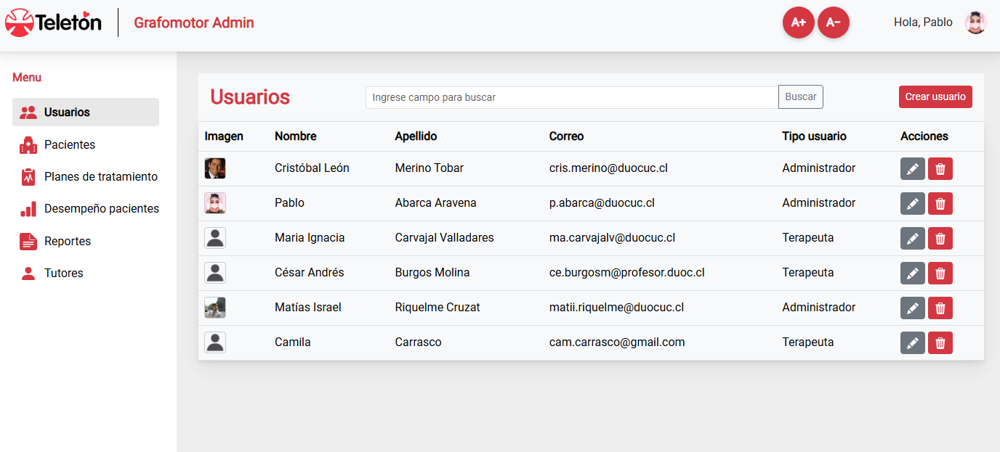 Teletón
Grafomotor Admin
A+
A−
Hola, Pablo
Menu
Usuarios
Pacientes
Planes de tratamiento
Desempeño pacientes
Reportes
Tutores
Usuarios
Ingrese campo para buscar
Buscar
Crear usuario
Imagen Nombre Apellido Correo Tipo usuario Acciones
Cristóbal León Merino Tobar cris.merino@duocuc.cl Administrador
Pablo Abarca Aravena p.abarca@duocuc.cl Administrador
Maria Ignacia Carvajal Valladares ma.carvajalv@duocuc.cl Terapeuta
César Andrés Burgos Molina ce.burgosm@profesor.duoc.cl Terapeuta
Matías Israel Riquelme Cruzat matii.riquelme@duocuc.cl Administrador
Camila Carrasco cam.carrasco@gmail.com Terapeuta